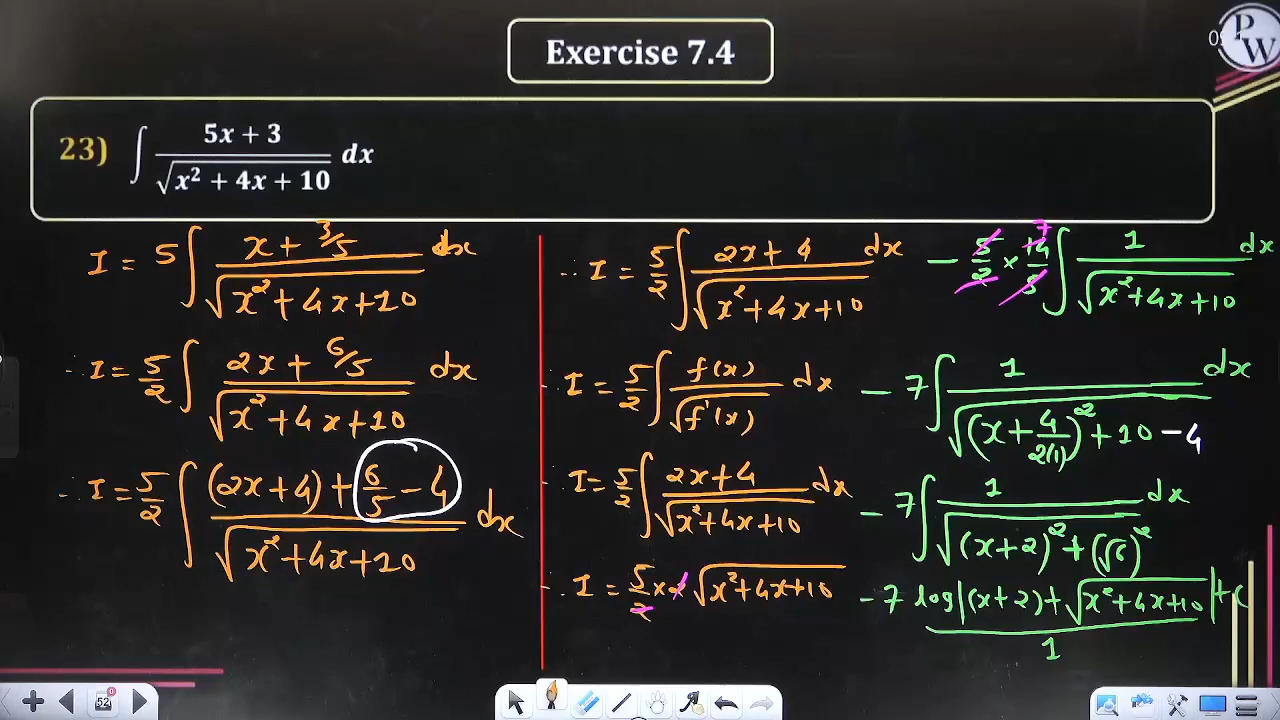 Exercise 7.4
PW
23) ∫ (5x + 3)/√(x² + 4x + 10) dx
I = 5 ∫ (x + 3/5)/√(x² + 4x + 10) dx
∴ I = 5/2 ∫ (2x + 6/5)/√(x² + 4x + 10) dx
∴ I = 5/2 ∫ ((2x + 4) + 6/5 − 4)/√(x² + 4x + 10) dx
∴ I = 5/2 ∫ (2x + 4)/√(x² + 4x + 10) dx − 5/2 × 14/5 ∫ 1/√(x² + 4x + 10) dx
7
∴ I = 5/2 ∫ f(x)/√f'(x) dx − 7 ∫ 1/√((x + 4/2(1))² + 10 − 4) dx
∴ I = 5/2 ∫ (2x + 4)/√(x² + 4x + 10) dx − 7 ∫ 1/√((x + 2)² + (√6)²) dx
∴ I = 5/2 × 2 √(x² + 4x + 10) − 7 log|(x + 2) + √(x² + 4x + 10)|/1 + c
52